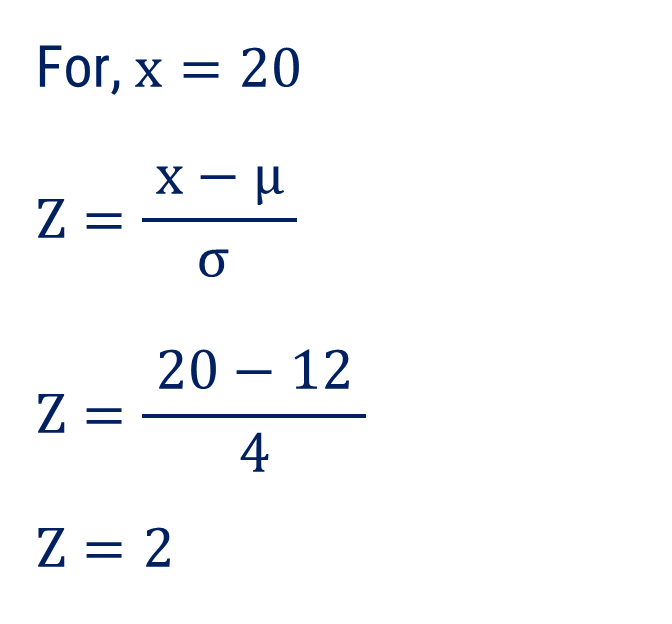 For, x = 20
Z = (x − μ) / σ
Z = (20 − 12) / 4
Z = 2